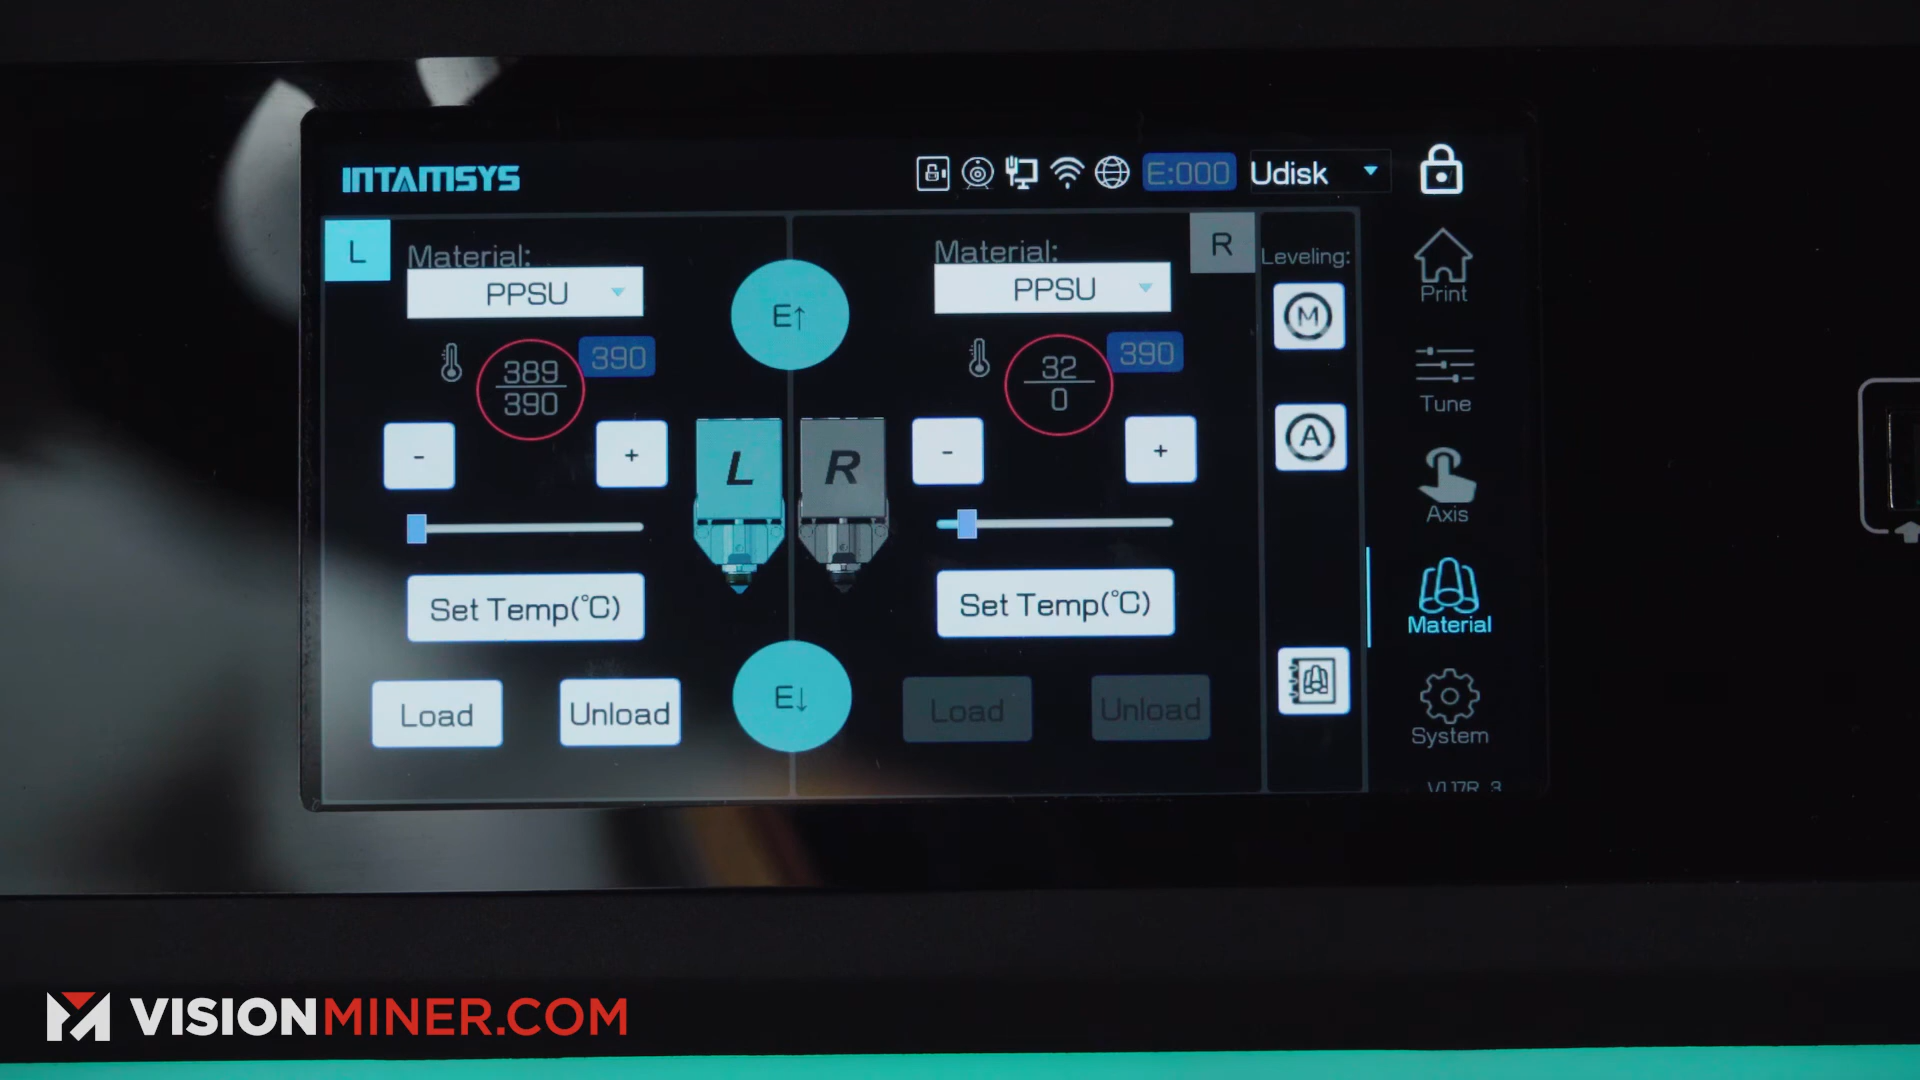 INTAMSYS
E:000
Udisk
L
Material:
PPSU
389
390
390
-
+
Set Temp(℃)
Load
Unload
E↑
L
R
E↓
Material:
R
PPSU
32
0
390
-
+
Set Temp(℃)
Load
Unload
Leveling:
M
A
Print
Tune
Axis
Material
System
VISIONMINER.COM